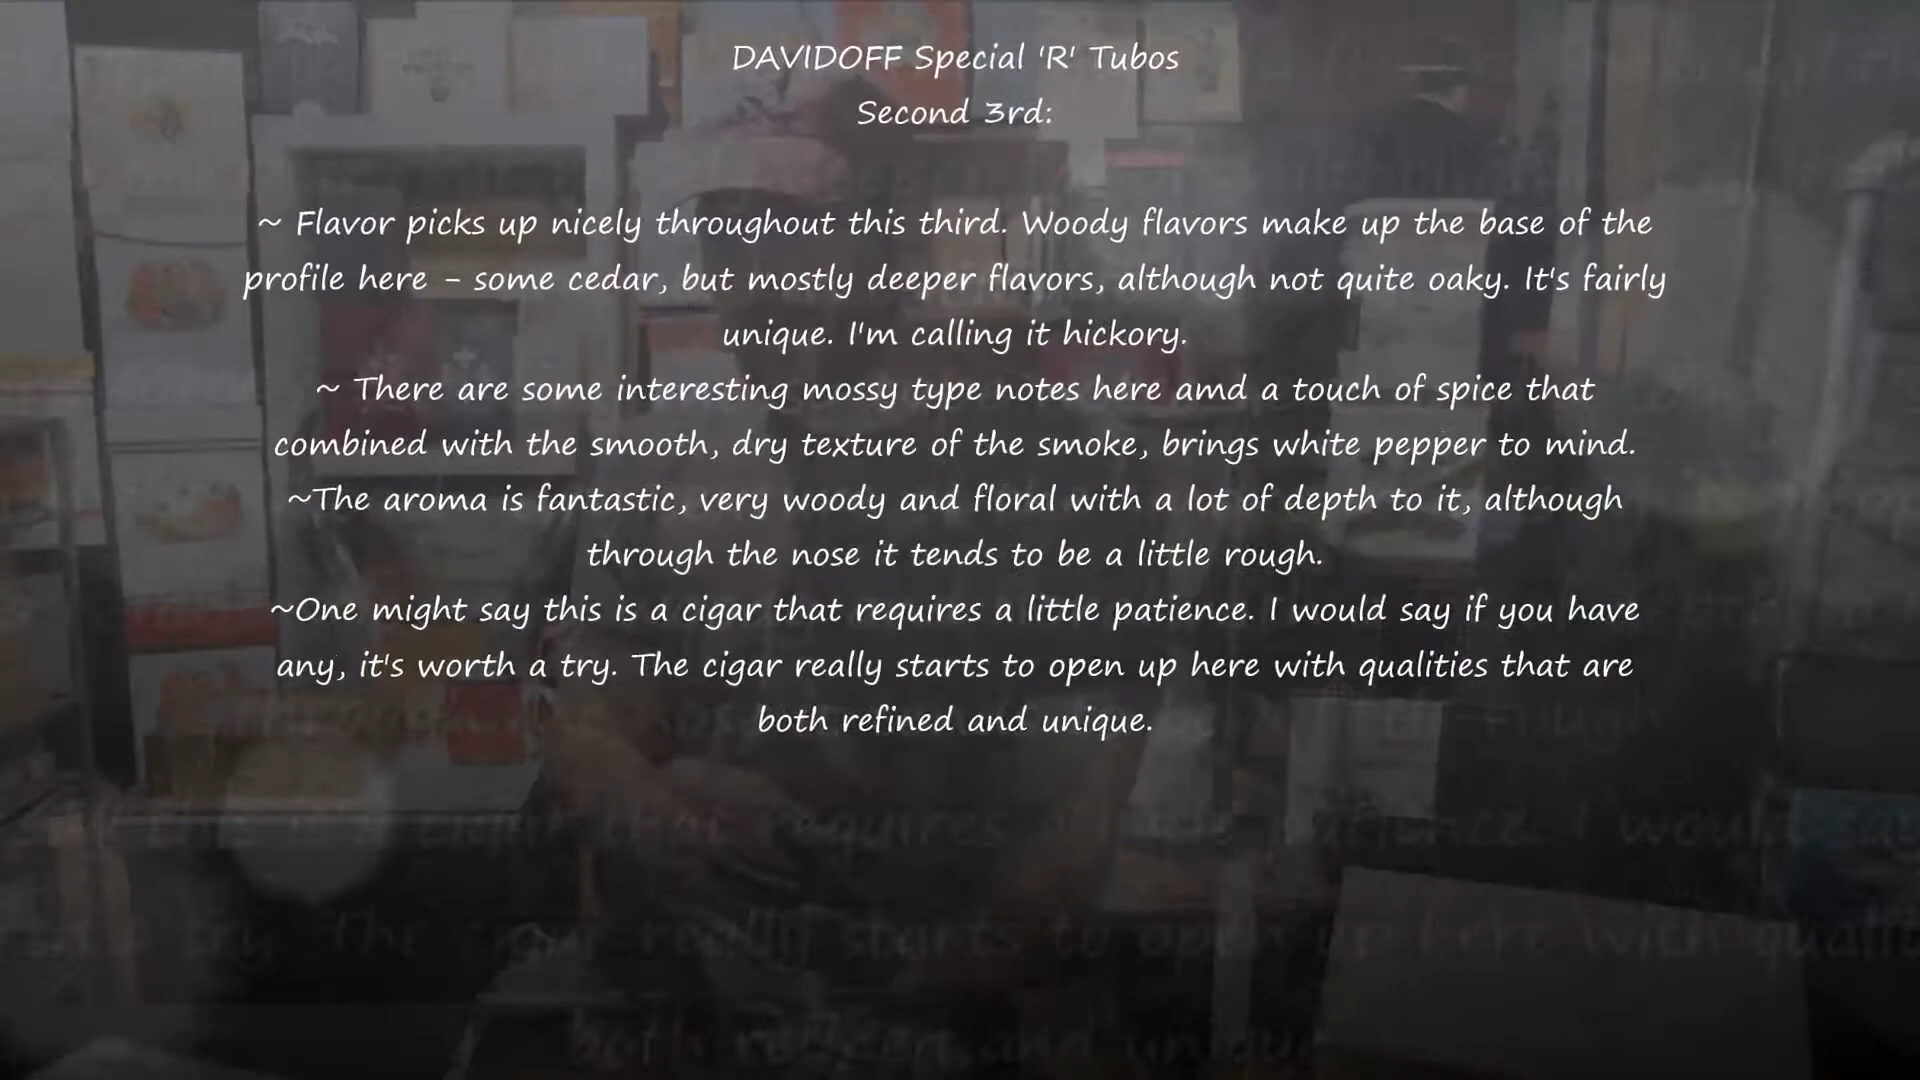 DAVIDOFF Special 'R' Tubos
Second 3rd:
~ Flavor picks up nicely throughout this third. Woody flavors make up the base of the
profile here - some cedar, but mostly deeper flavors, although not quite oaky. It's fairly
unique. I'm calling it hickory.
~ There are some interesting mossy type notes here amd a touch of spice that
combined with the smooth, dry texture of the smoke, brings white pepper to mind.
~The aroma is fantastic, very woody and floral with a lot of depth to it, although
through the nose it tends to be a little rough.
~One might say this is a cigar that requires a little patience. I would say if you have
any, it's worth a try. The cigar really starts to open up here with qualities that are
both refined and unique.